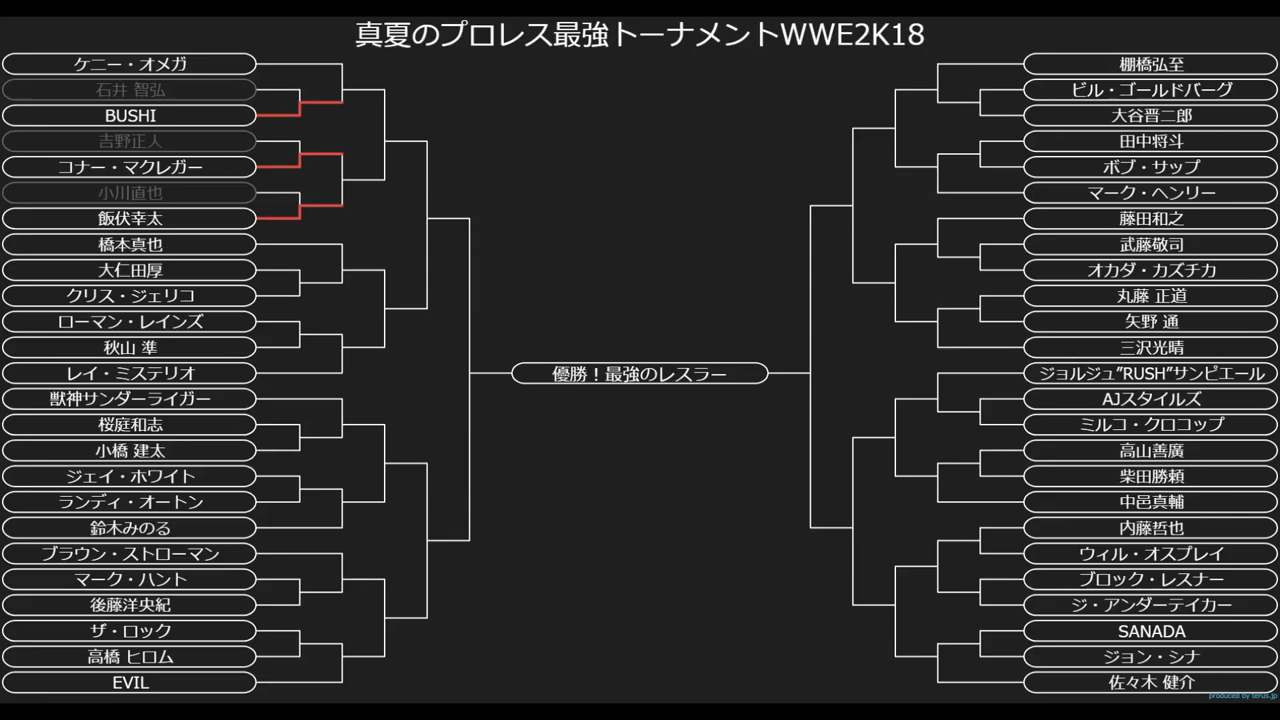 真夏のプロレス最強トーナメントWWE2K18
ケニー・オメガ
石井 智弘
BUSHI
吉野正人
コナー・マクレガー
小川直也
飯伏幸太
橋本真也
大仁田厚
クリス・ジェリコ
ローマン・レインズ
秋山 準
レイ・ミステリオ
獣神サンダーライガー
桜庭和志
小橋 建太
ジェイ・ホワイト
ランディ・オートン
鈴木みのる
ブラウン・ストローマン
マーク・ハント
後藤洋央紀
ザ・ロック
高橋 ヒロム
EVIL
優勝！最強のレスラー
棚橋弘至
ビル・ゴールドバーグ
大谷晋二郎
田中将斗
ボブ・サップ
マーク・ヘンリー
藤田和之
武藤敬司
オカダ・カズチカ
丸藤 正道
矢野 通
三沢光晴
ジョルジュ”RUSH”サンピエール
AJスタイルズ
ミルコ・クロコップ
高山善廣
柴田勝頼
中邑真輔
内藤哲也
ウィル・オスプレイ
ブロック・レスナー
ジ・アンダーテイカー
SANADA
ジョン・シナ
佐々木 健介
produced by terus.jp